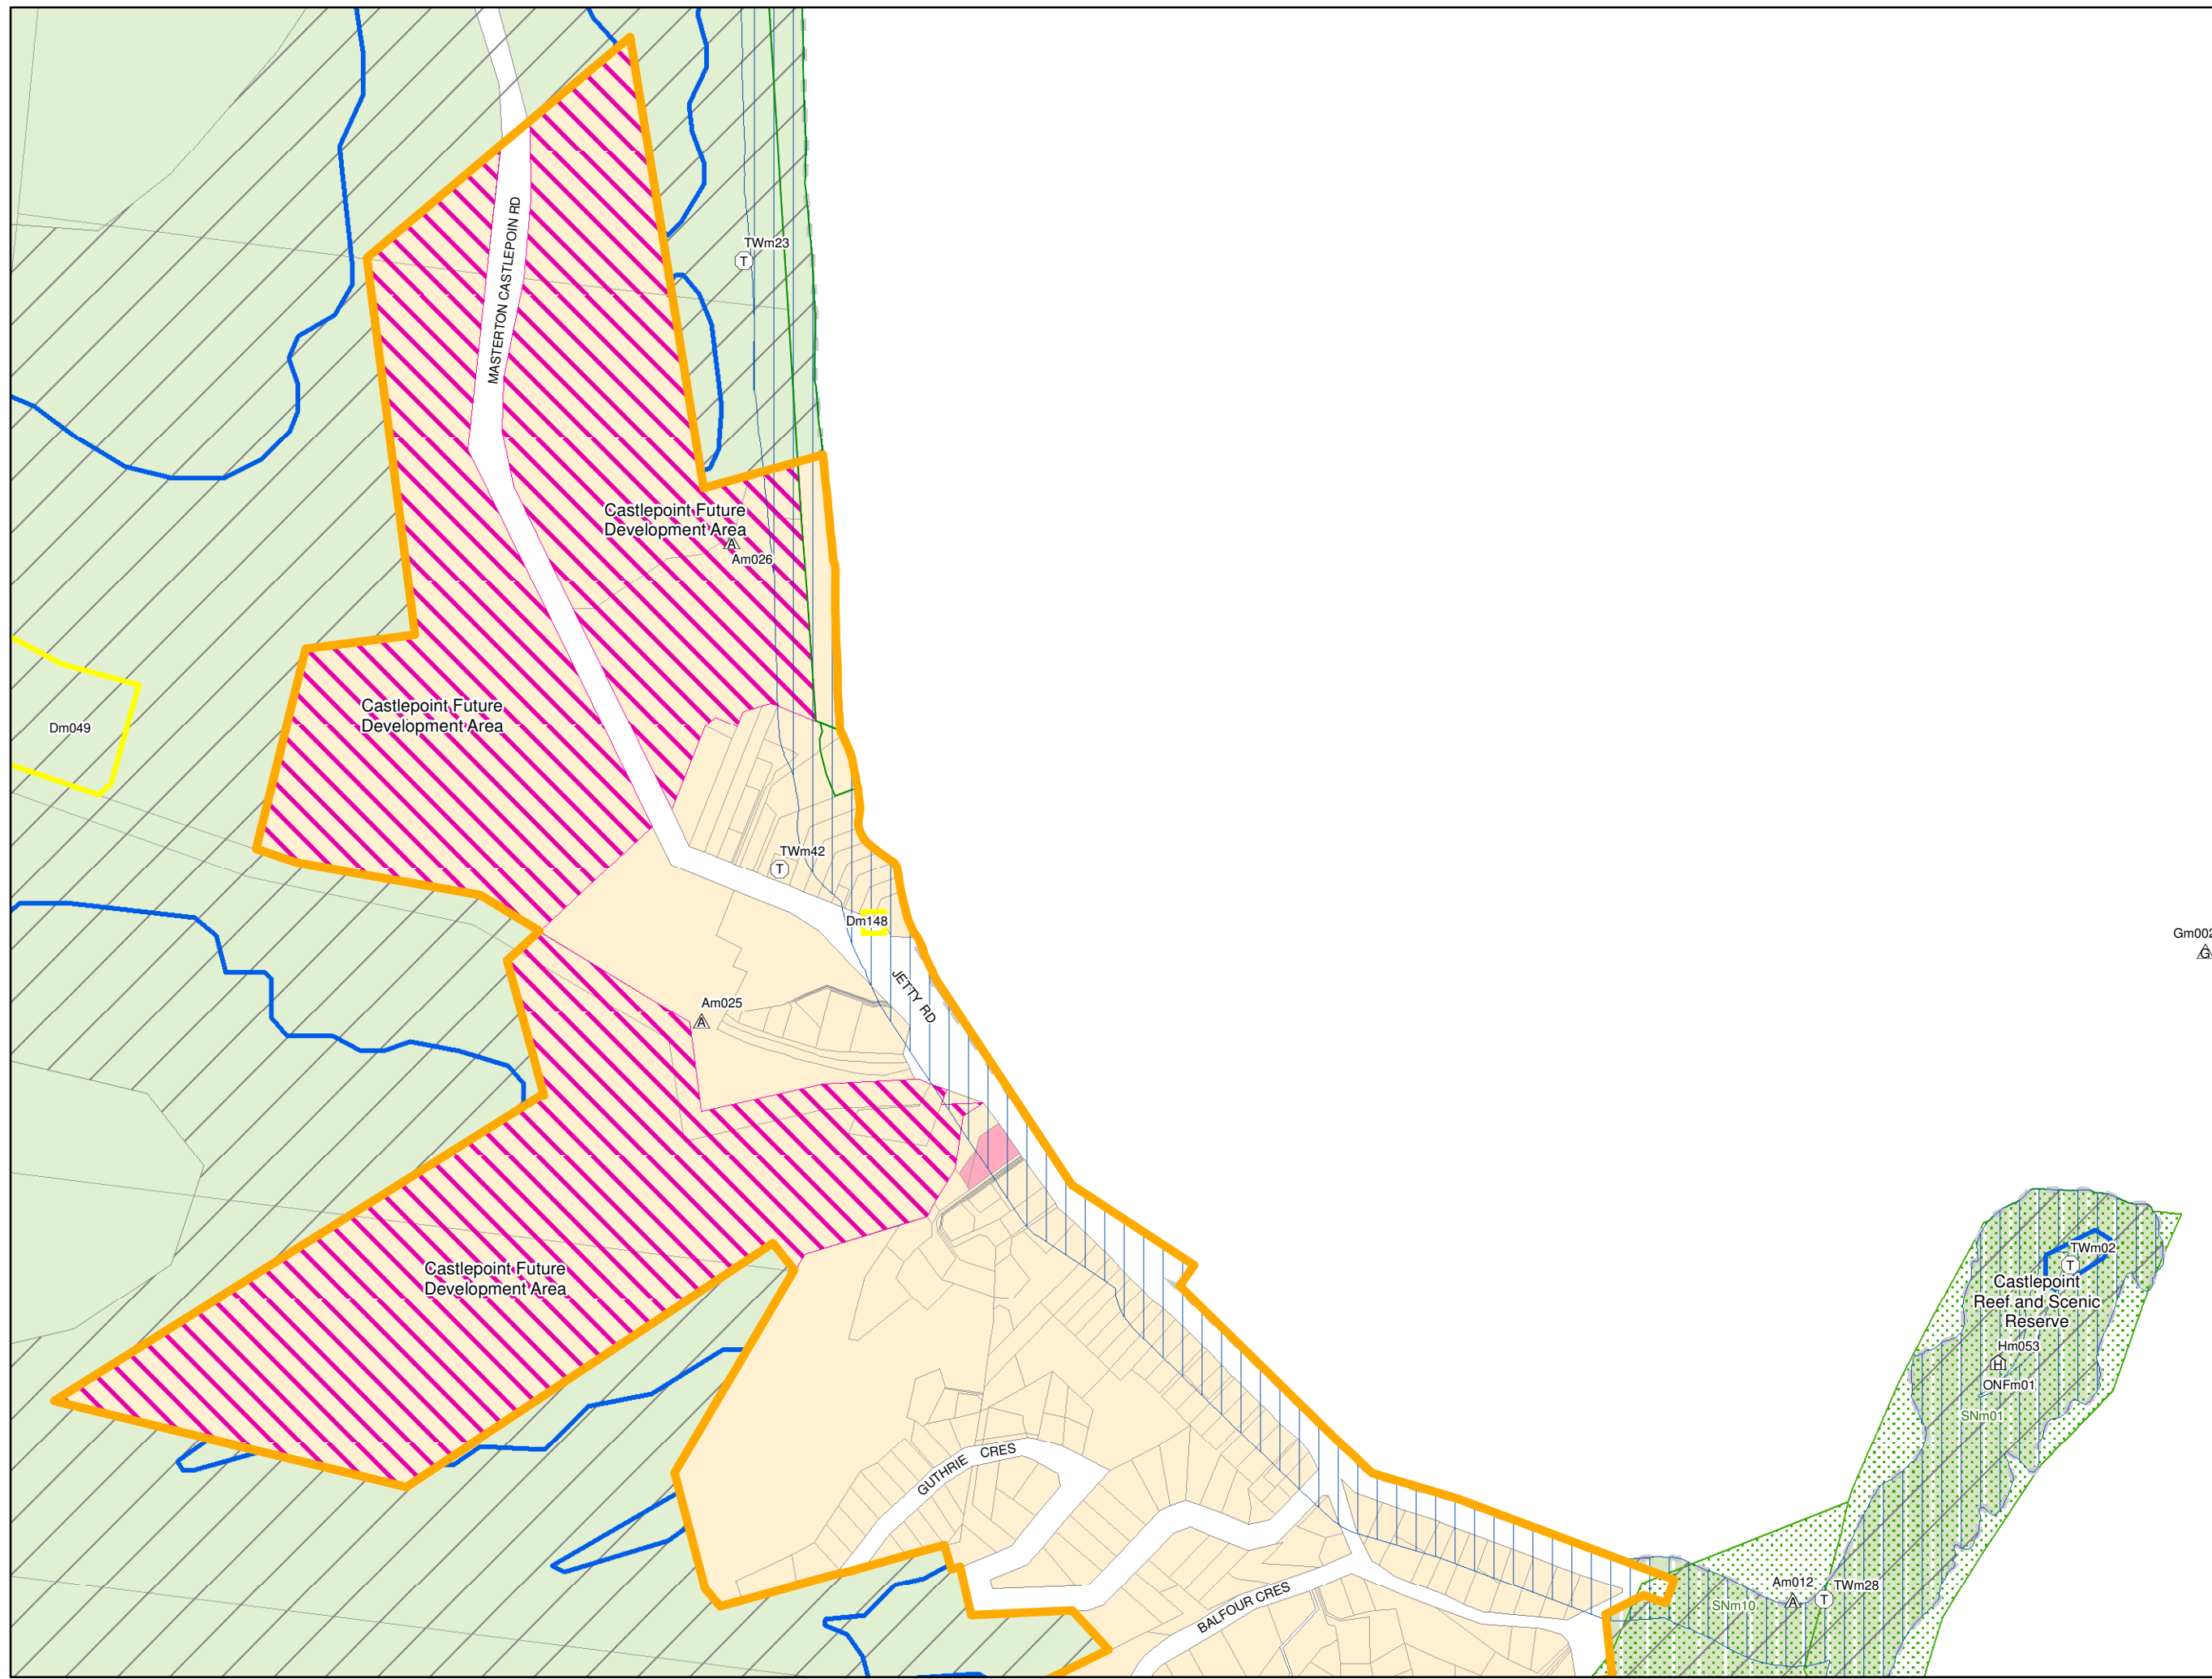 MASTERTON CASTLEPOIN RD
TWm23
T
Castlepoint Future
Development Area
A
Am026
Castlepoint Future
Development Area
Dm049
TWm42
T
Dm148
JETTY RD
Gm002
G
Am025
A
Castlepoint Future
Development Area
TWm02
T
Castlepoint
Reef and Scenic
Reserve
Hm053
H
ONFm01
SNm01
GUTHRIE CRES
BALFOUR CRES
Am012
A
TWm28
T
SNm10